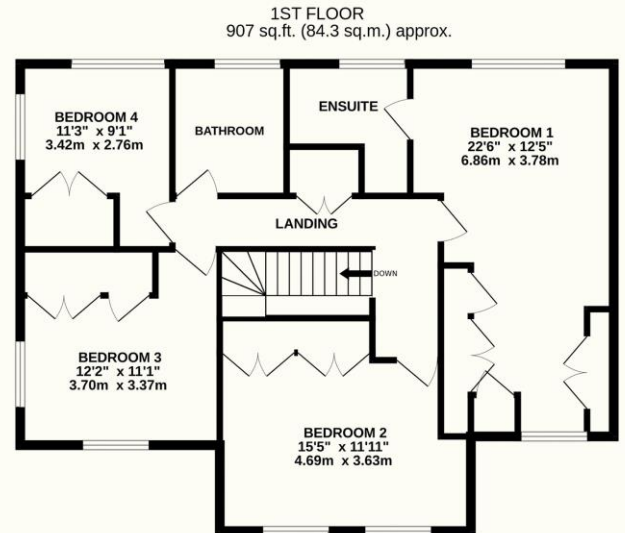 1ST FLOOR
907 sq.ft. (84.3 sq.m.) approx.
BEDROOM 4
11'3" x 9'1"
3.42m x 2.76m
BATHROOM
ENSUITE
BEDROOM 1
22'6" x 12'5"
6.86m x 3.78m
LANDING
DOWN
BEDROOM 3
12'2" x 11'1"
3.70m x 3.37m
BEDROOM 2
15'5" x 11'11"
4.69m x 3.63m